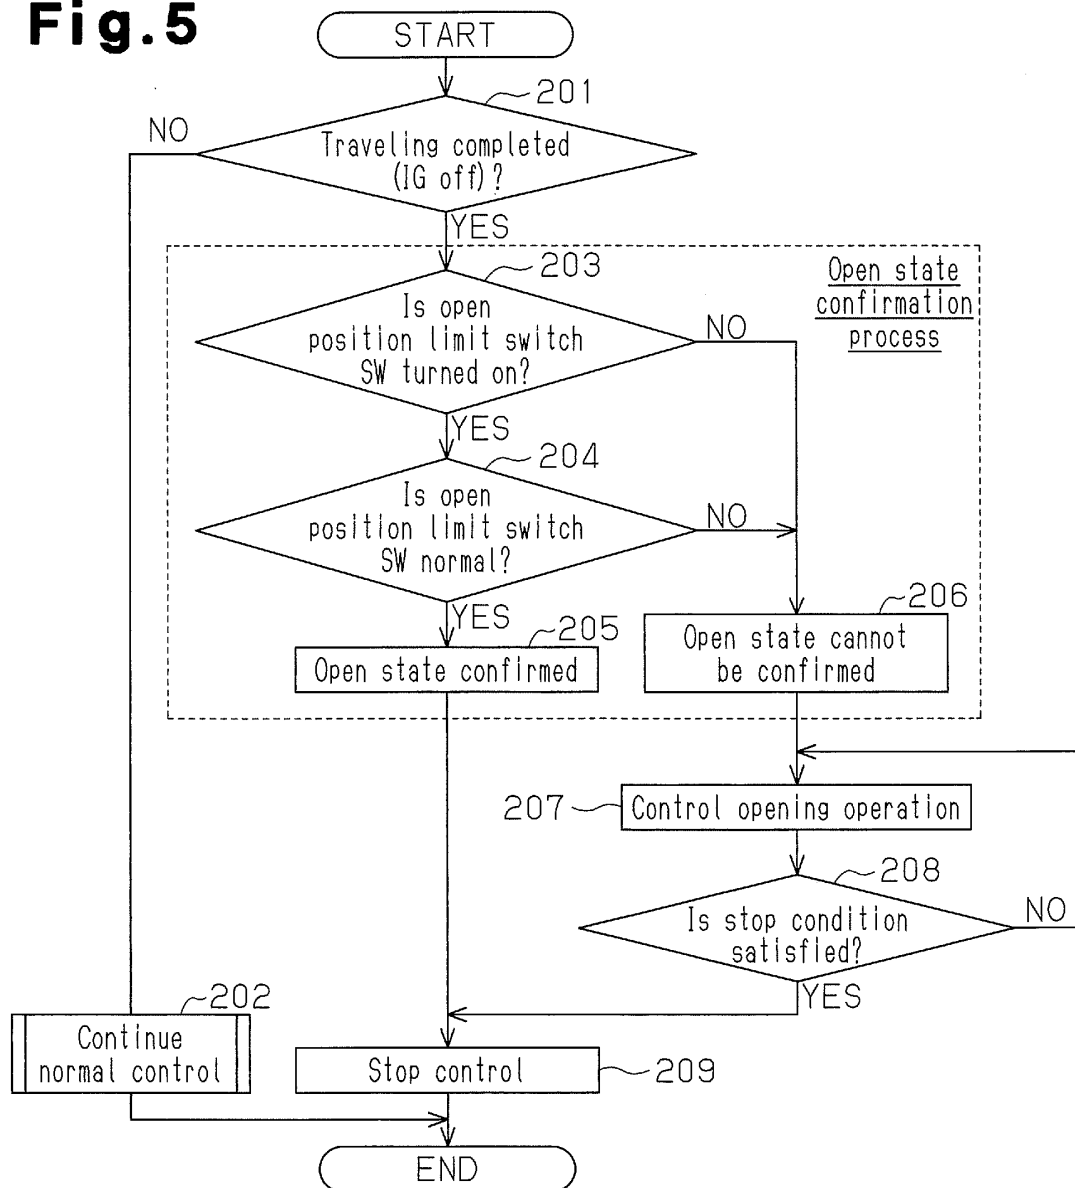 Fig.5
START
201
NO
Traveling completed
(IG off)?
YES
203
Open state
confirmation
process
Is open
position limit switch
SW turned on?
NO
YES
204
Is open
position limit switch
SW normal?
NO
YES
205
Open state confirmed
206
Open state cannot
be confirmed
207
Control opening operation
208
Is stop condition
satisfied?
NO
YES
202
Continue
normal control
Stop control
209
END